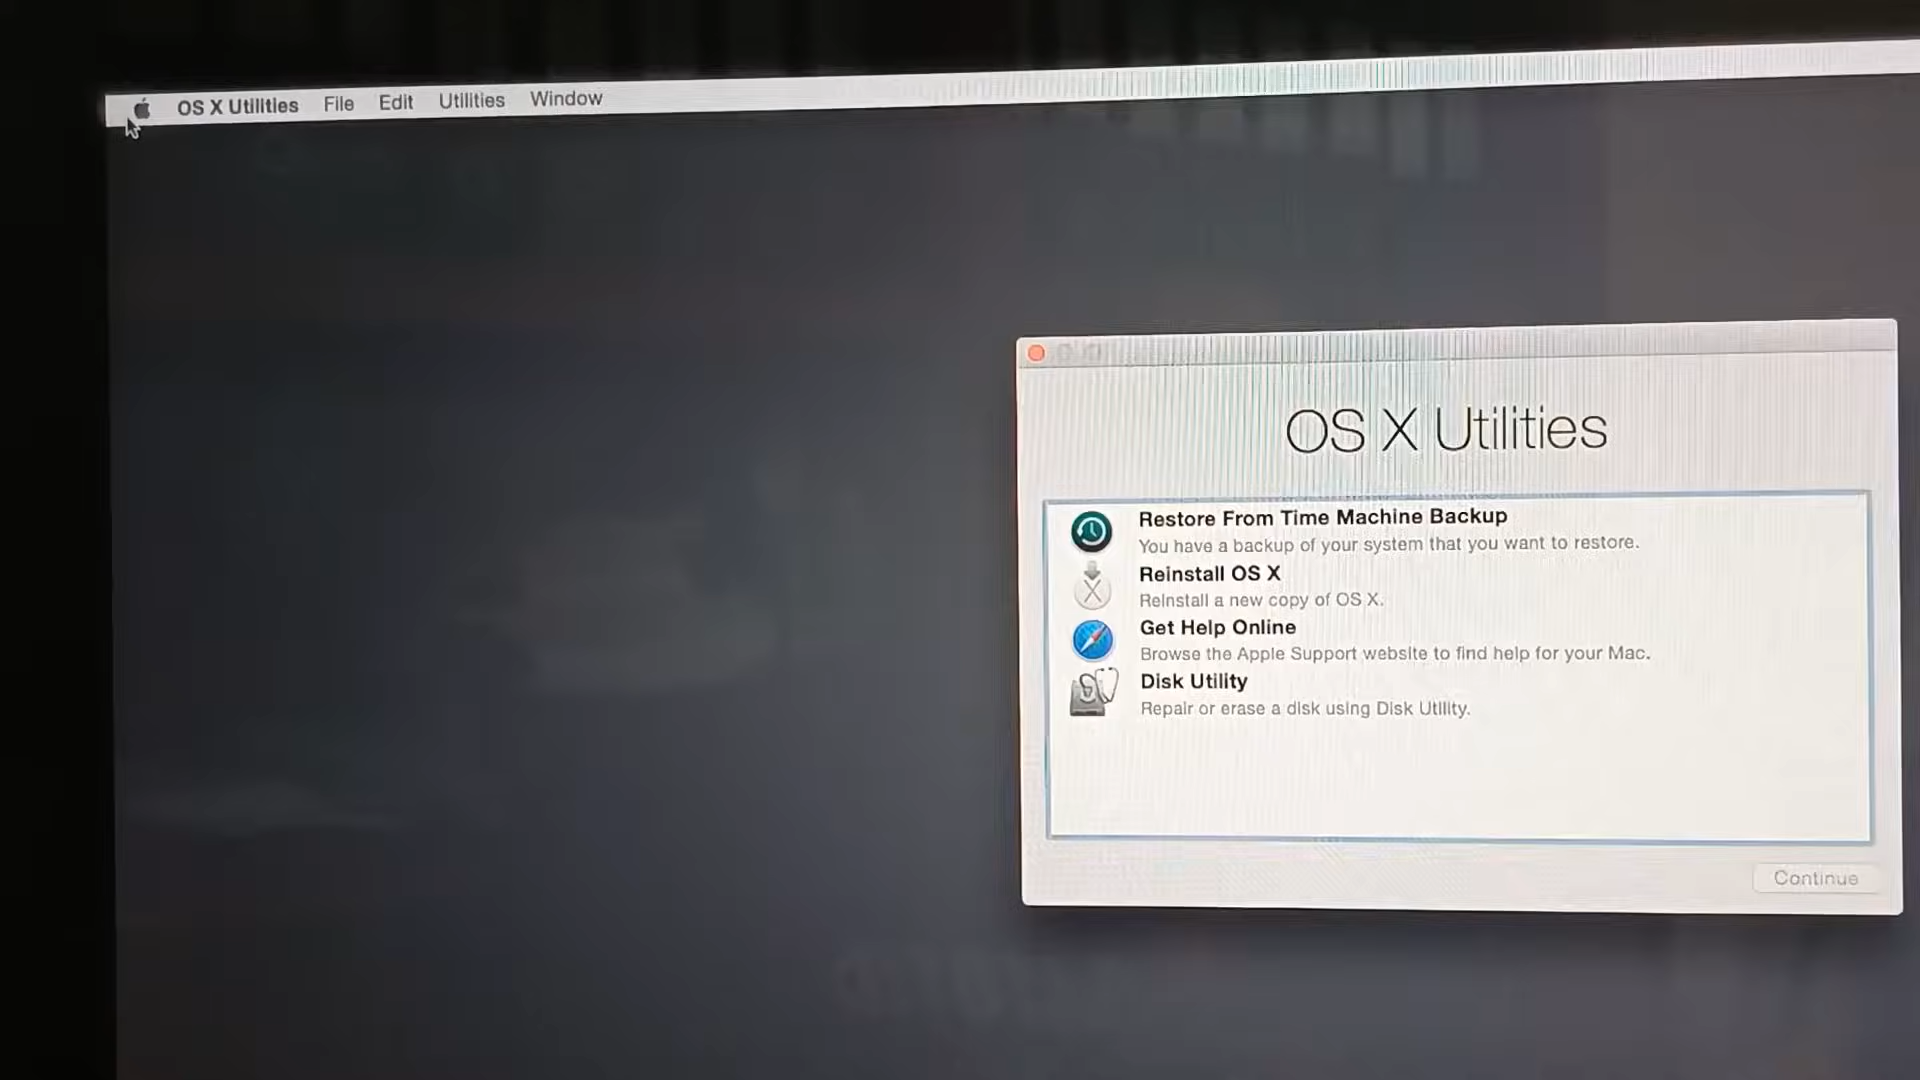 OS X Utilities File Edit Utilities Window
OS X Utilities
Restore From Time Machine Backup
You have a backup of your system that you want to restore.
Reinstall OS X
Reinstall a new copy of OS X.
Get Help Online
Browse the Apple Support website to find help for your Mac.
Disk Utility
Repair or erase a disk using Disk Utility.
Continue